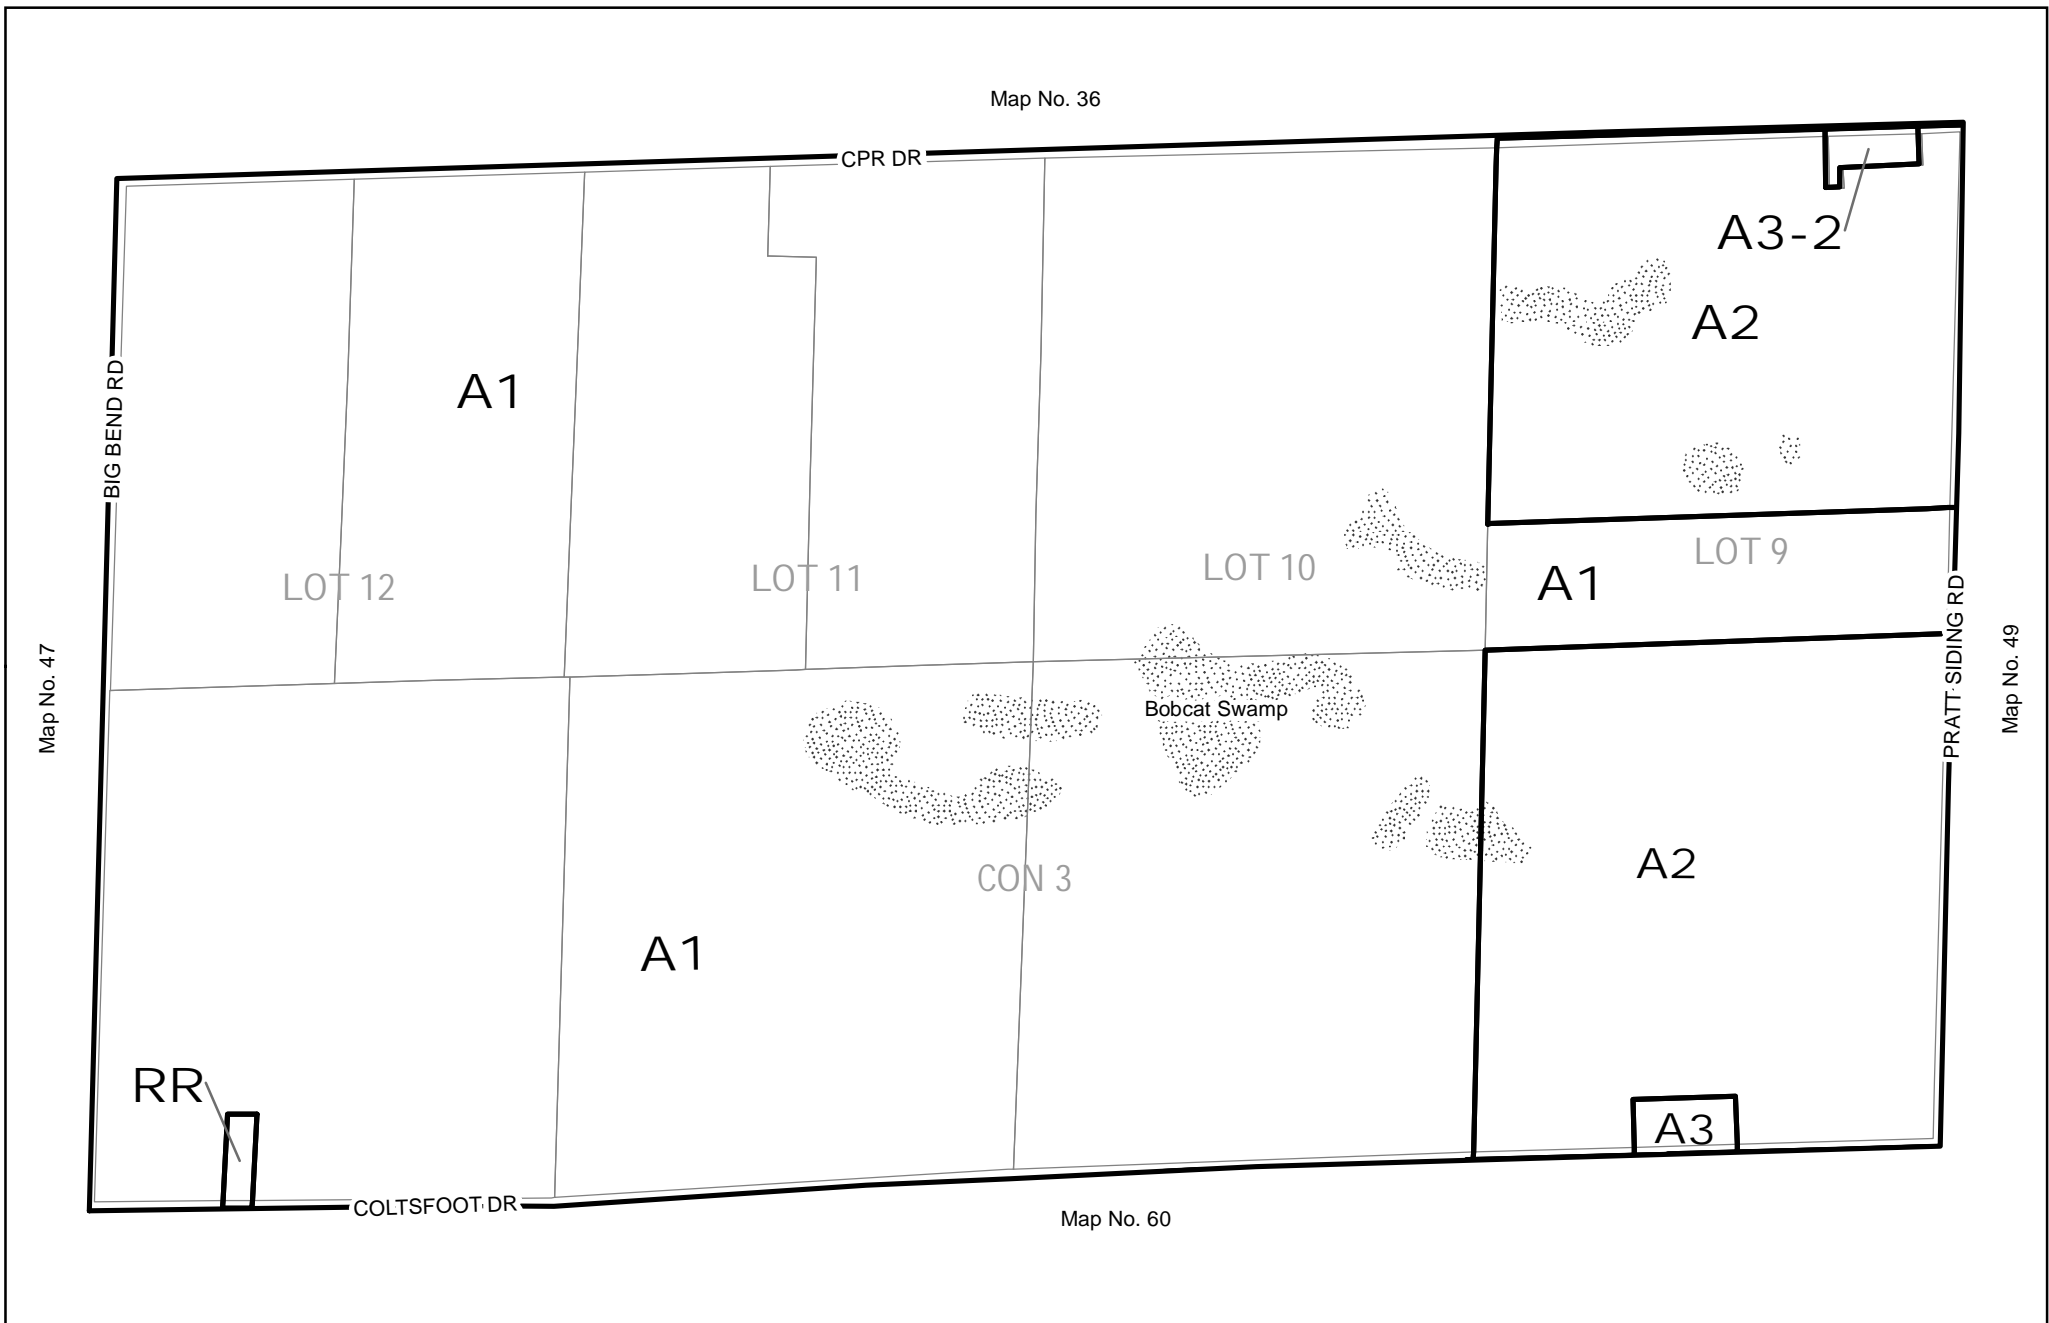 Map No. 36
CPR DR
A3-2
A2
A1
BIG BEND RD
LOT 9
LOT 10
LOT 11
LOT 12
A1
PRATT SIDING RD
Map No. 47
Map No. 49
Bobcat Swamp
A2
CON 3
A1
RR
A3
COLTSFOOT DR
Map No. 60